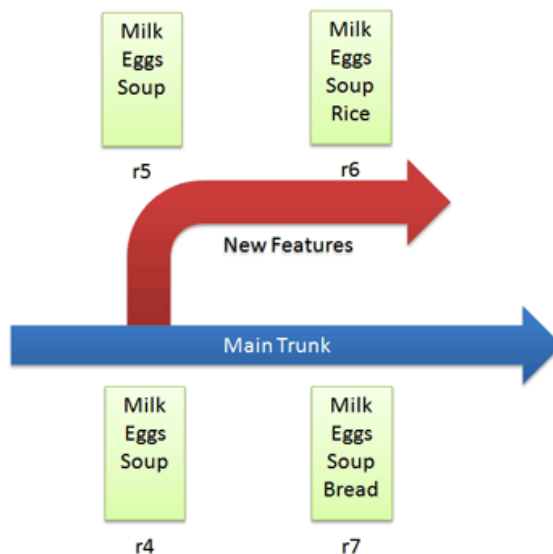 Milk
Eggs
Soup
r5
Milk
Eggs
Soup
Rice
r6
New Features
Main Trunk
Milk
Eggs
Soup
r4
Milk
Eggs
Soup
Bread
r7